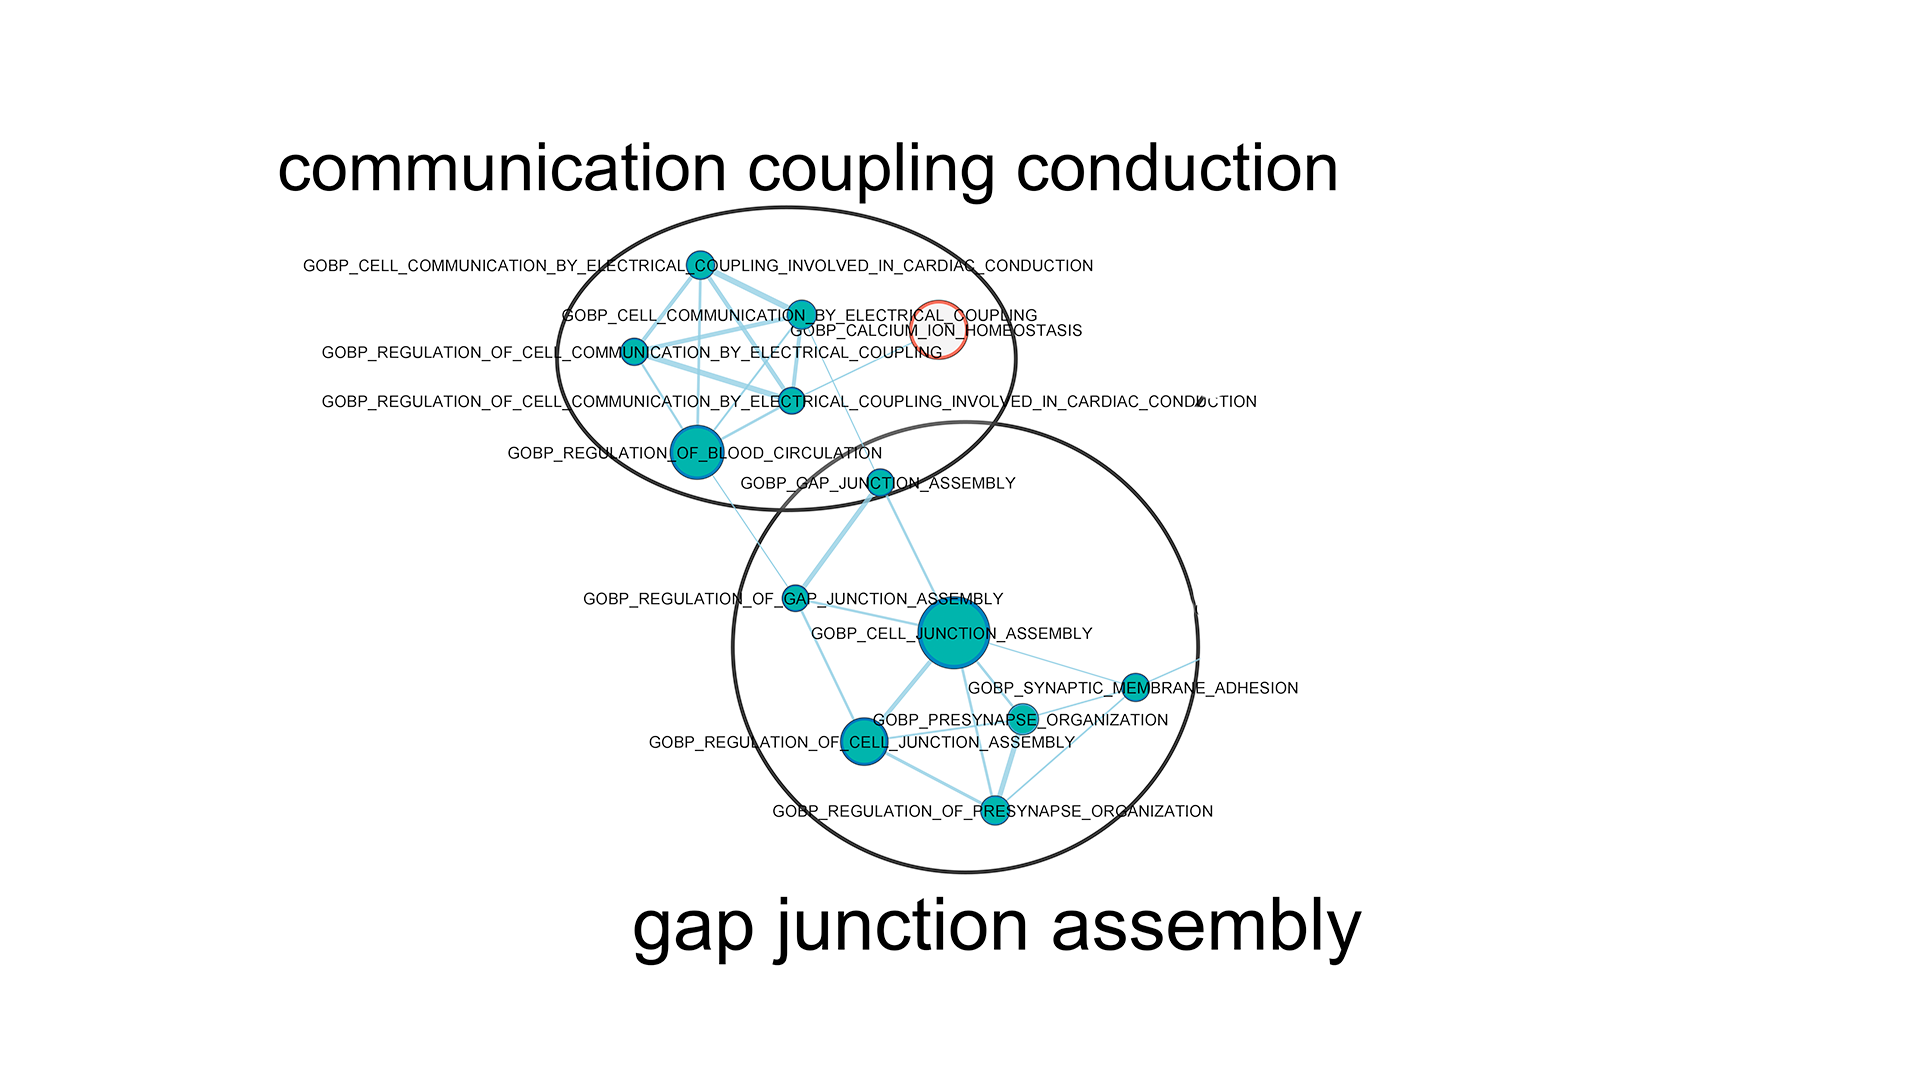 communication coupling conduction
GOBP_CELL_COMMUNICATION_BY_ELECTRICAL_COUPLING_INVOLVED_IN_CARDIAC_CONDUCTION
GOBP_CELL_COMMUNICATION_BY_ELECTRICAL_COUPLING
GOBP_CALCIUM_ION_HOMEOSTASIS
GOBP_REGULATION_OF_CELL_COMMUNICATION_BY_ELECTRICAL_COUPLING
GOBP_REGULATION_OF_CELL_COMMUNICATION_BY_ELECTRICAL_COUPLING_INVOLVED_IN_CARDIAC_CONDUCTION
GOBP_REGULATION_OF_BLOOD_CIRCULATION
GOBP_GAP_JUNCTION_ASSEMBLY
GOBP_REGULATION_OF_GAP_JUNCTION_ASSEMBLY
GOBP_CELL_JUNCTION_ASSEMBLY
GOBP_SYNAPTIC_MEMBRANE_ADHESION
GOBP_PRESYNAPSE_ORGANIZATION
GOBP_REGULATION_OF_CELL_JUNCTION_ASSEMBLY
GOBP_REGULATION_OF_PRESYNAPSE_ORGANIZATION
gap junction assembly